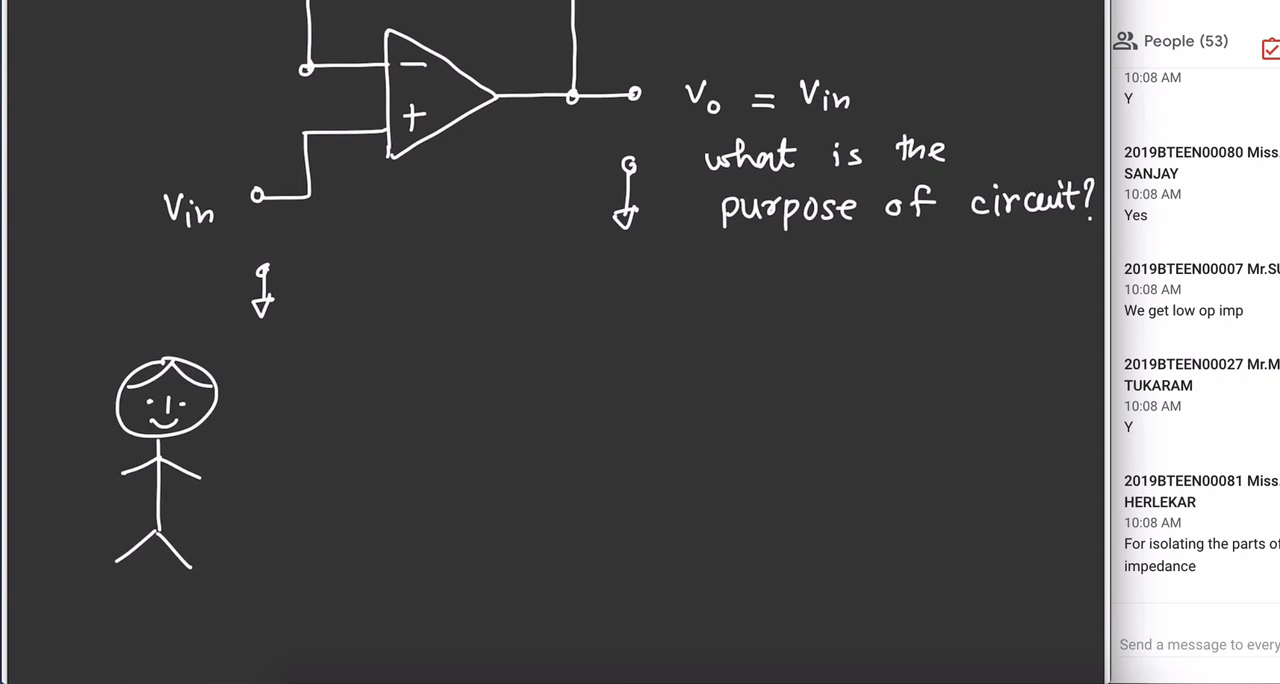 −
+
Vo = Vin
what is the
purpose of circuit?
Vin
People (53)
10:08 AM
Y
2019BTEEN00080 Miss.
SANJAY
10:08 AM
Yes
2019BTEEN00007 Mr.SU
10:08 AM
We get low op imp
2019BTEEN00027 Mr.M
TUKARAM
10:08 AM
Y
2019BTEEN00081 Miss.
HERLEKAR
10:08 AM
For isolating the parts of
impedance
Send a message to every